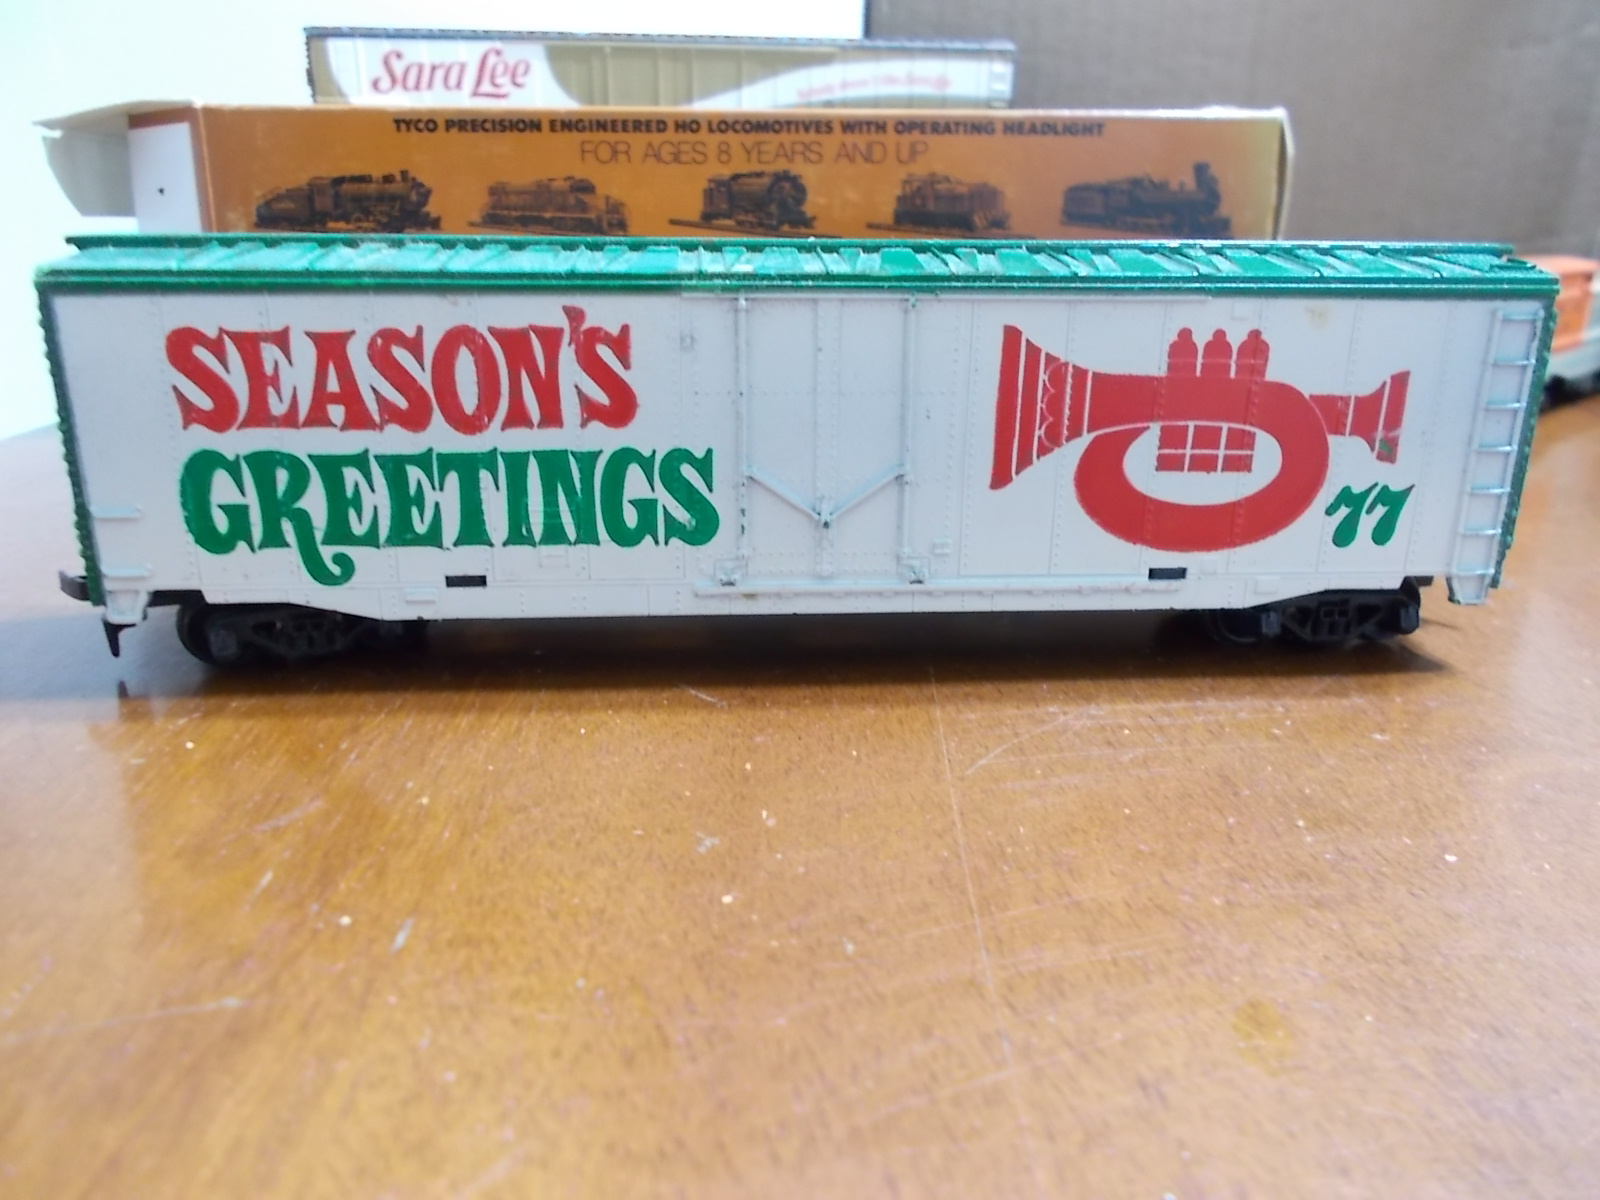 Sara Lee
TYCO PRECISION ENGINEERED HO LOCOMOTIVES WITH OPERATING HEADLIGHT
FOR AGES 8 YEARS AND UP
SEASON'S
GREETINGS
77